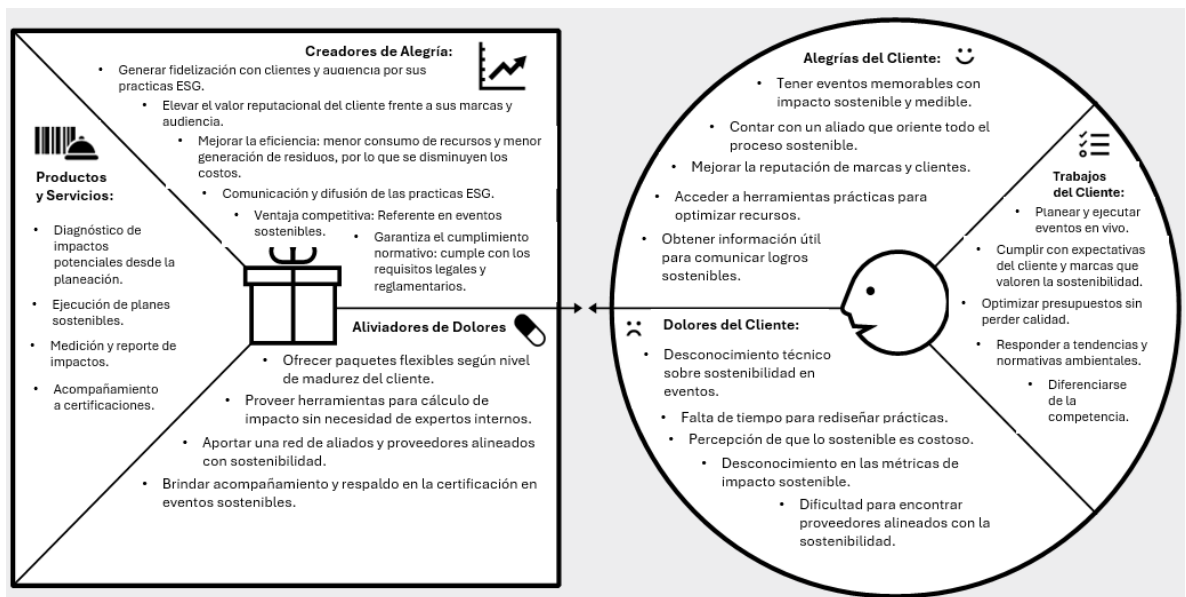 Creadores de Alegría:
• Generar fidelización con clientes y audiencia por sus
practicas ESG.
• Elevar el valor reputacional del cliente frente a sus marcas y
audiencia.
• Mejorar la eficiencia: menor consumo de recursos y menor
generación de residuos, por lo que se disminuyen los
costos.
• Comunicación y difusión de las practicas ESG.
• Ventaja competitiva: Referente en eventos
sostenibles.
• Garantiza el cumplimiento
normativo: cumple con los
requisitos legales y
reglamentarios.
Productos
y Servicios:
• Diagnóstico de
impactos
potenciales desde la
planeación.
• Ejecución de planes
sostenibles.
• Medición y reporte de
impactos.
• Acompañamiento
a certificaciones.
Aliviadores de Dolores
• Ofrecer paquetes flexibles según nivel
de madurez del cliente.
• Proveer herramientas para cálculo de
impacto sin necesidad de expertos internos.
• Aportar una red de aliados y proveedores alineados
con sostenibilidad.
• Brindar acompañamiento y respaldo en la certificación en
eventos sostenibles.
Alegrías del Cliente:
• Tener eventos memorables con
impacto sostenible y medible.
• Contar con un aliado que oriente todo el
proceso sostenible.
• Mejorar la reputación de marcas y clientes.
• Acceder a herramientas prácticas para
optimizar recursos.
• Obtener información útil
para comunicar logros
sostenibles.
Trabajos
del Cliente:
• Planear y ejecutar
eventos en vivo.
• Cumplir con expectativas
del cliente y marcas que
valoren la sostenibilidad.
• Optimizar presupuestos sin
perder calidad.
• Responder a tendencias y
normativas ambientales.
• Diferenciarse
de la
competencia.
Dolores del Cliente:
• Desconocimiento técnico
sobre sostenibilidad en
eventos.
• Falta de tiempo para rediseñar prácticas.
• Percepción de que lo sostenible es costoso.
• Desconocimiento en las métricas de
impacto sostenible.
• Dificultad para encontrar
proveedores alineados con la
sostenibilidad.